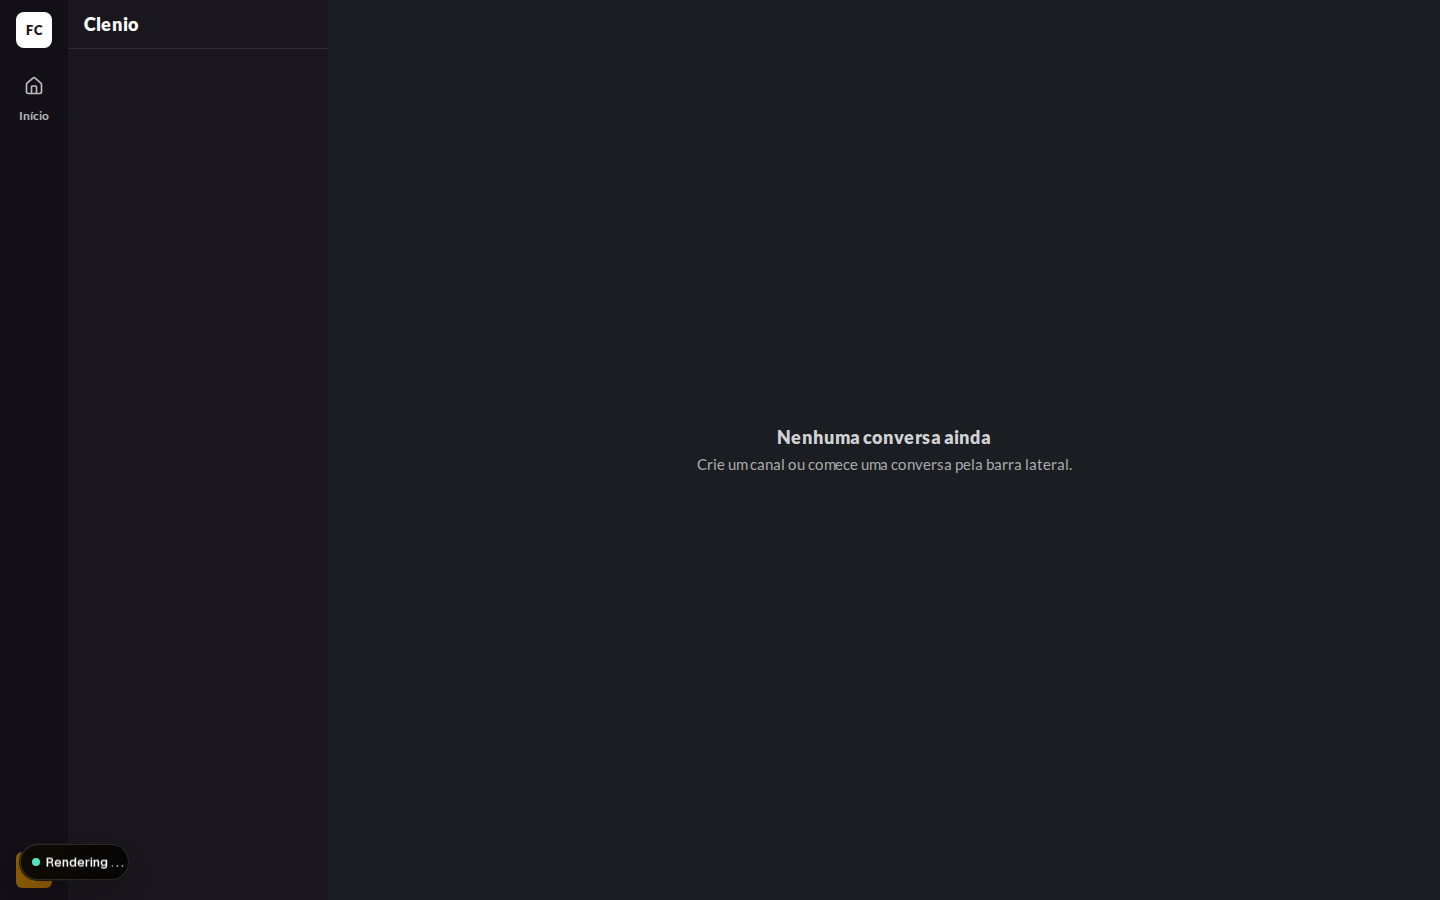 FC
Clenio
Início
Nenhuma conversa ainda
Crie um canal ou comece uma conversa pela barra lateral.
Rendering ...